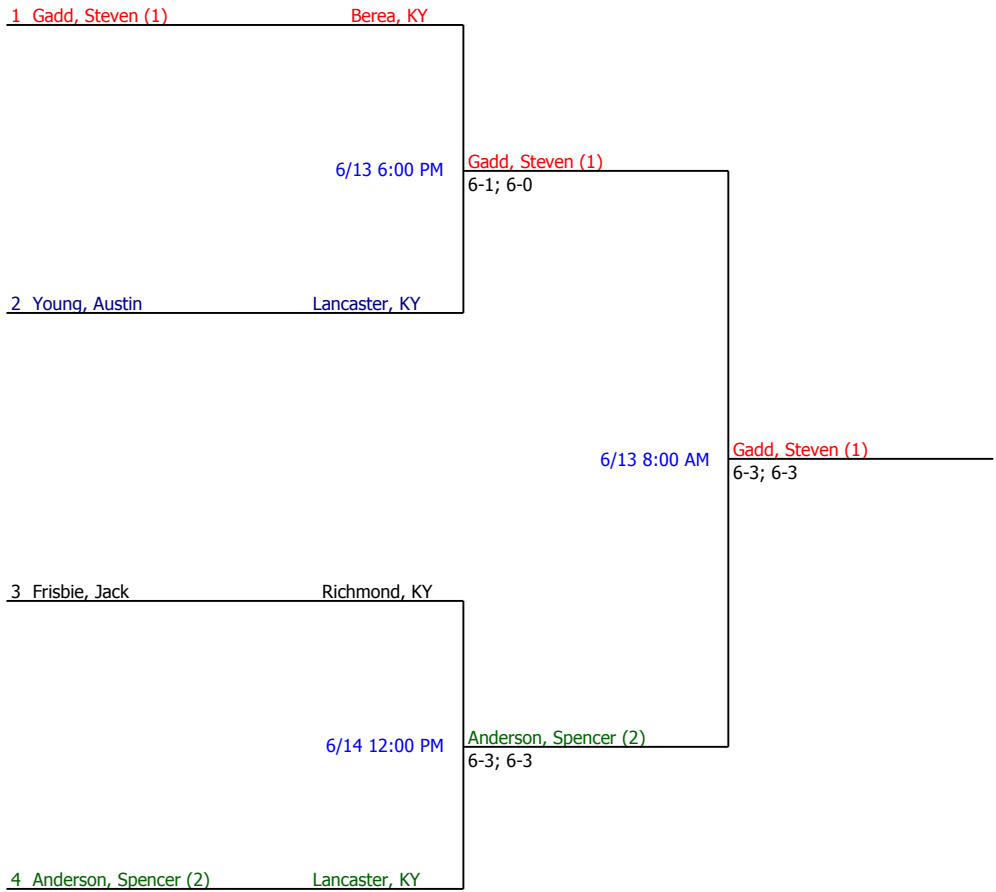 1 Gadd, Steven (1) Berea, KY
6/13 6:00 PM
Gadd, Steven (1)
6-1; 6-0
2 Young, Austin Lancaster, KY
6/13 8:00 AM
Gadd, Steven (1)
6-3; 6-3
3 Frisbie, Jack Richmond, KY
6/14 12:00 PM
Anderson, Spencer (2)
6-3; 6-3
4 Anderson, Spencer (2) Lancaster, KY